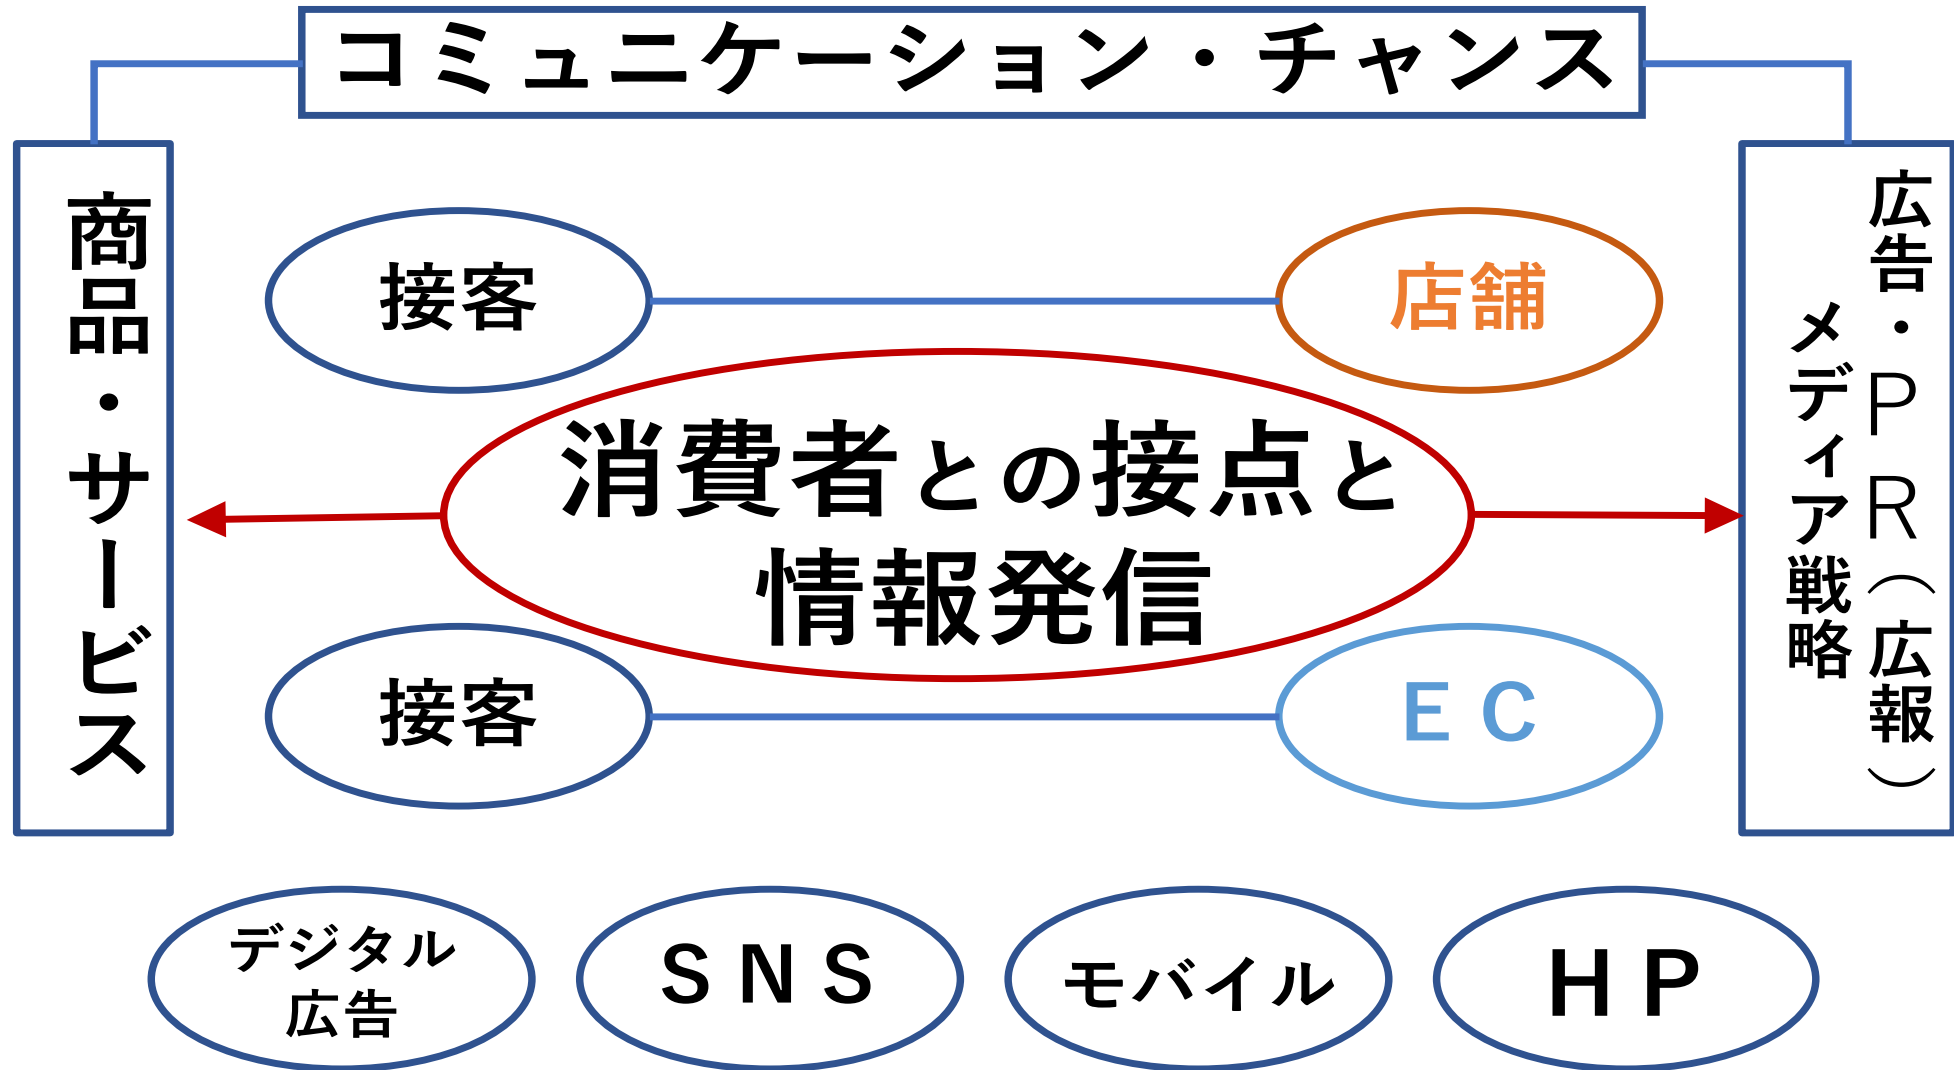 コミュニケーション・チャンス
商品・サービス
広告・ＰＲ（広報）
メディア戦略
接客
店舗
消費者との接点と
情報発信
接客
ＥＣ
デジタル
広告
ＳＮＳ
モバイル
ＨＰ